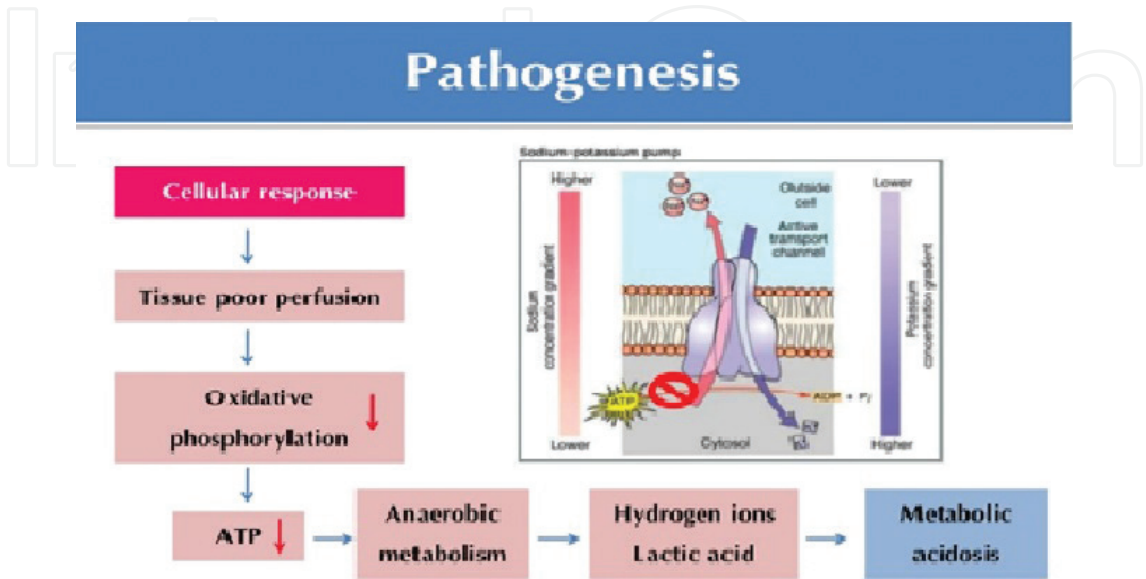 Pathogenesis
Cellular response
Tissue poor perfusion
Oxidative
phosphoryllation
ATP
Anaerobic
metabolism
Hydrogen ions
Lactic acid
Metabolic
acidosis
Sodium-potassium pump
Higher
Sodium
concentration gradient
Lower
Outside
cell
Active
transport
channel
ATP
ADP + Pi
Cytosol
Lower
Potassium
concentration gradient
Higher